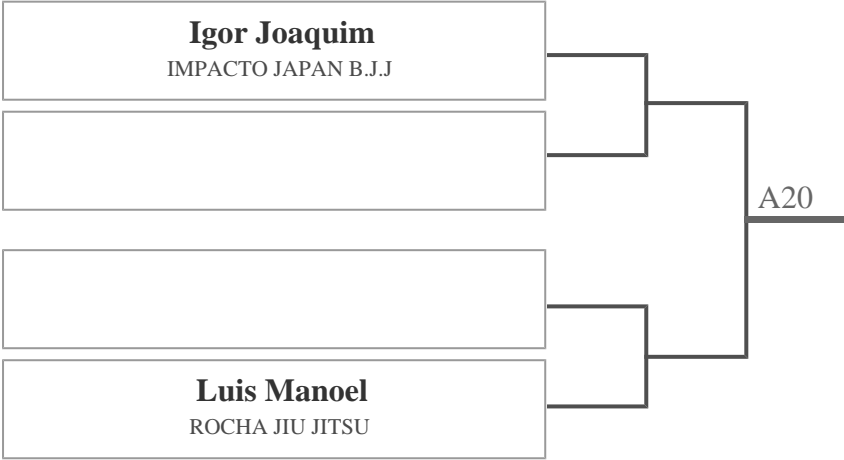 Igor Joaquim
IMPACTO JAPAN B.J.J
A20
Luis Manoel
ROCHA JIU JITSU